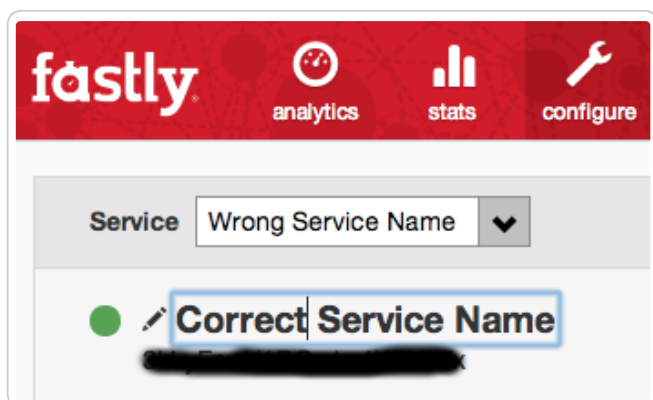 fastly
analytics
stats
configure
Service
Wrong Service Name
Correct Service Name